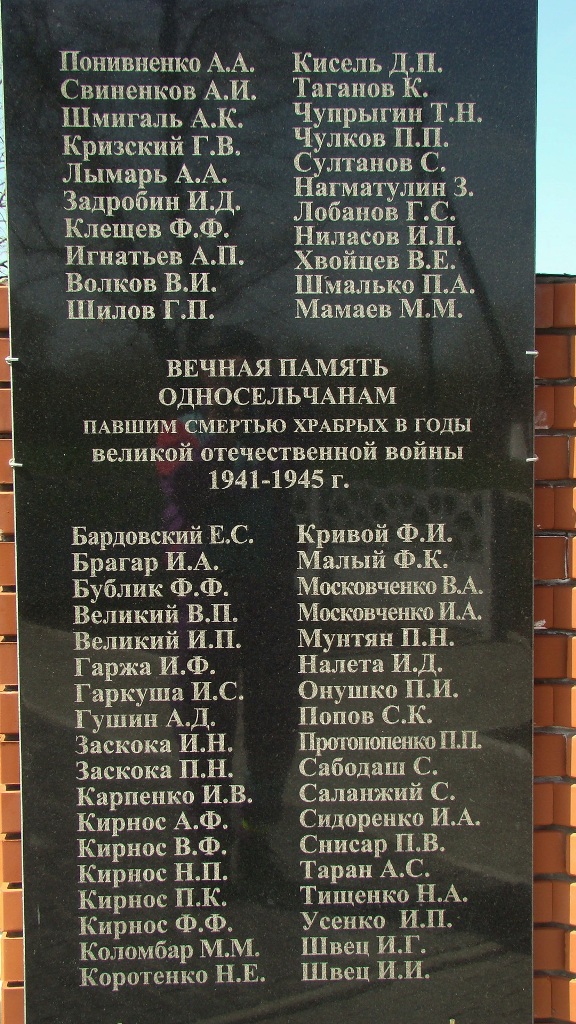 Понивненко А.А.
Свиненков А.И.
Шмигаль А.К.
Кризский Г.В.
Лымарь А.А.
Задробин И.Д.
Клещев Ф.Ф.
Игнатьев А.П.
Волков В.И.
Шилов Г.П.
Кисель Д.П.
Таганов К.
Чупрыгин Т.Н.
Чулков П.П.
Султанов С.
Нагматулин З.
Лобанов Г.С.
Ниласов И.П.
Хвойцев В.Е.
Шмалько П.А.
Мамаев М.М.
ВЕЧНАЯ ПАМЯТЬ
ОДНОСЕЛЬЧАНАМ
ПАВШИМ СМЕРТЬЮ ХРАБРЫХ В ГОДЫ
ВЕЛИКОЙ ОТЕЧЕСТВЕННОЙ ВОЙНЫ
1941-1945 г.
Бардовский Е.С.
Брагар И.А.
Бублик Ф.Ф.
Великий В.П.
Великий И.П.
Гаржа И.Ф.
Гаркуша И.С.
Гушин А.Д.
Заскока И.Н.
Заскока П.Н.
Карпенко И.В.
Кирнос А.Ф.
Кирнос В.Ф.
Кирнос Н.П.
Кирнос П.К.
Кирнос Ф.Ф.
Коломбар М.М.
Коротенко Н.Е.
Кривой Ф.И.
Малый Ф.К.
Московченко В.А.
Московченко И.А.
Мунтян П.Н.
Налета И.Д.
Онушко П.И.
Попов С.К.
Протопопенко П.П.
Сабодаш С.
Саланжий С.
Сидоренко И.А.
Снисар П.В.
Таран А.С.
Тищенко Н.А.
Усенко И.П.
Швец И.Г.
Швец И.И.